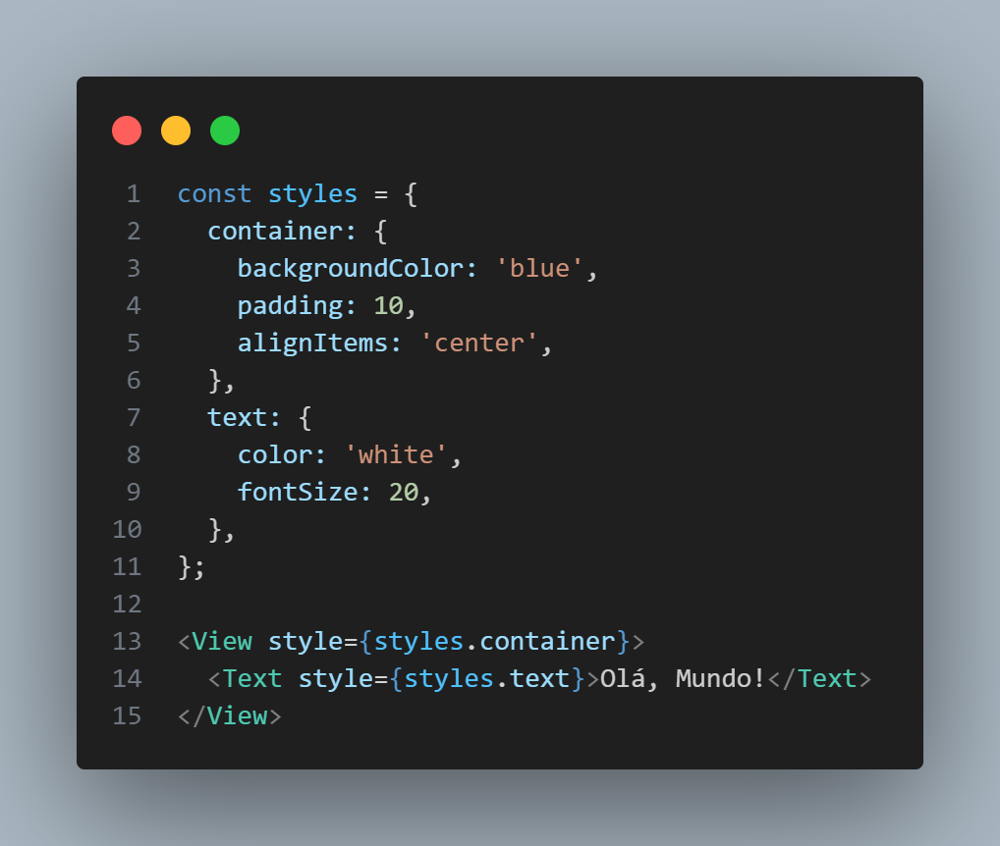 1 const styles = {
2   container: {
3     backgroundColor: 'blue',
4     padding: 10,
5     alignItems: 'center',
6   },
7   text: {
8     color: 'white',
9     fontSize: 20,
10   },
11 };
12
13 <View style={styles.container}>
14   <Text style={styles.text}>Olá, Mundo!</Text>
15 </View>